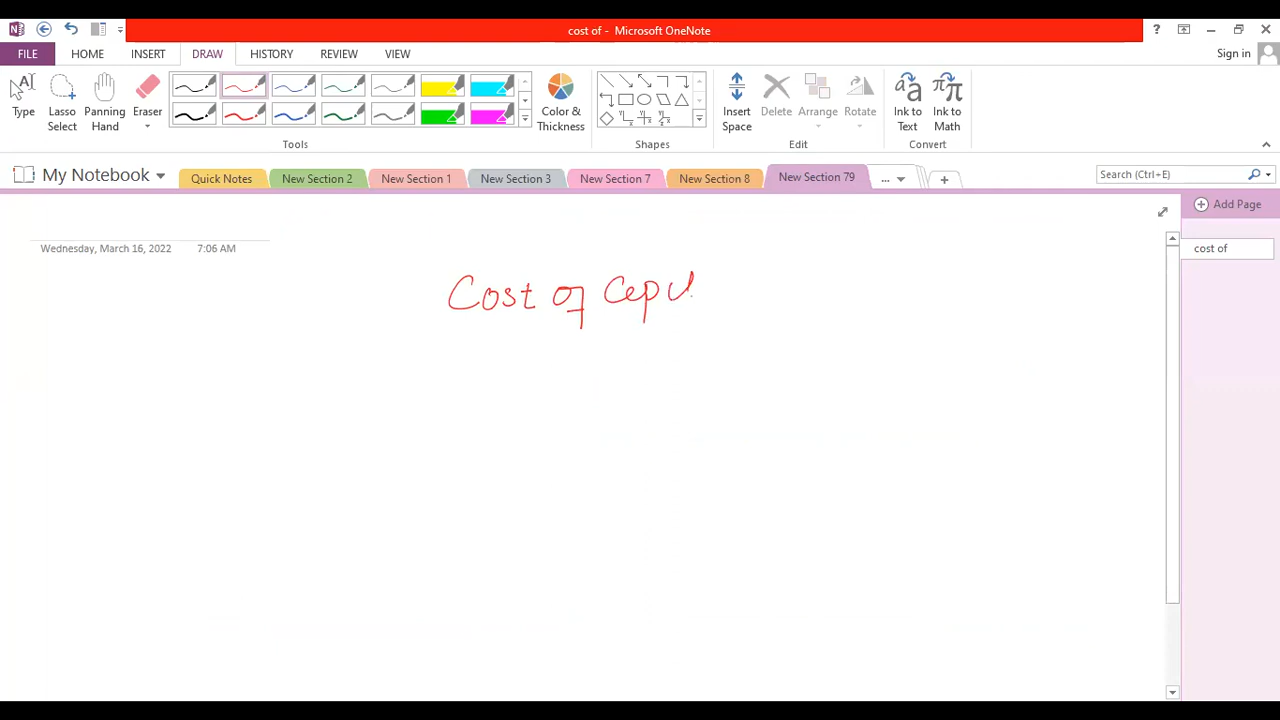 cost of - Microsoft OneNote
?
FILE HOME INSERT DRAW HISTORY REVIEW VIEW
Sign in
Type
Lasso Select
Panning Hand
Eraser
Color & Thickness
Insert Space
Delete
Arrange
Rotate
Ink to Text
Ink to Math
Tools
Shapes
Edit
Convert
My Notebook
Quick Notes
New Section 2
New Section 1
New Section 3
New Section 7
New Section 8
New Section 79
...
Search (Ctrl+E)
Add Page
cost of
Wednesday, March 16, 2022 7:06 AM
Cost of